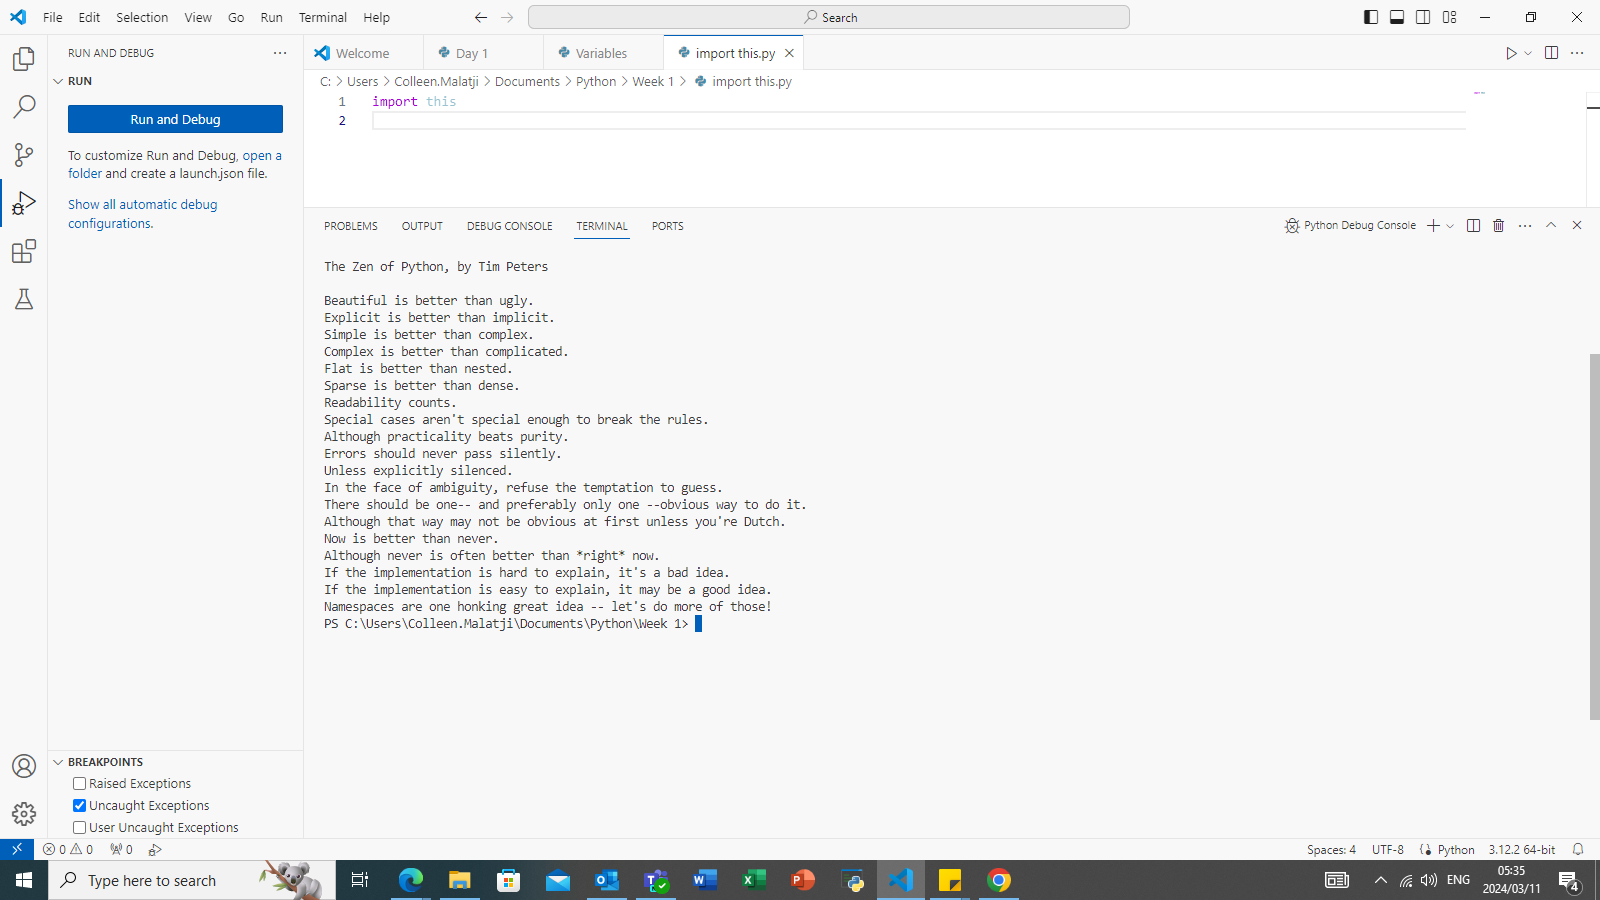 File Edit Selection View Go Run Terminal Help
Search
RUN AND DEBUG
RUN
Run and Debug
To customize Run and Debug, open a
folder and create a launch.json file.
Show all automatic debug
configurations.
BREAKPOINTS
Raised Exceptions
Uncaught Exceptions
User Uncaught Exceptions
Welcome Day 1 Variables import this.py
C: > Users > Colleen.Malatji > Documents > Python > Week 1 > import this.py
1 import this
2
PROBLEMS OUTPUT DEBUG CONSOLE TERMINAL PORTS
Python Debug Console
The Zen of Python, by Tim Peters
Beautiful is better than ugly.
Explicit is better than implicit.
Simple is better than complex.
Complex is better than complicated.
Flat is better than nested.
Sparse is better than dense.
Readability counts.
Special cases aren't special enough to break the rules.
Although practicality beats purity.
Errors should never pass silently.
Unless explicitly silenced.
In the face of ambiguity, refuse the temptation to guess.
There should be one-- and preferably only one --obvious way to do it.
Although that way may not be obvious at first unless you're Dutch.
Now is better than never.
Although never is often better than *right* now.
If the implementation is hard to explain, it's a bad idea.
If the implementation is easy to explain, it may be a good idea.
Namespaces are one honking great idea -- let's do more of those!
PS C:\Users\Colleen.Malatji\Documents\Python\Week 1>
0 0 0
Spaces: 4 UTF-8 Python 3.12.2 64-bit
Type here to search
ENG
05:35
2024/03/11
4